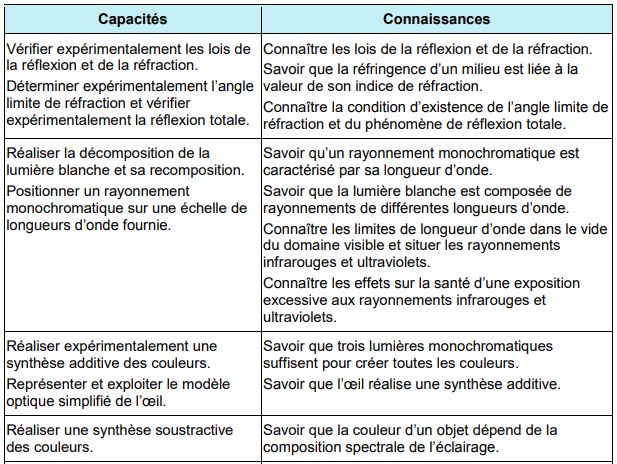 Capacités
Connaissances
Vérifier expérimentalement les lois de
la réflexion et de la réfraction.
Déterminer expérimentalement l’angle
limite de réfraction et vérifier
expérimentalement la réflexion totale.
Connaître les lois de la réflexion et de la réfraction.
Savoir que la réfringence d’un milieu est liée à la
valeur de son indice de réfraction.
Connaître la condition d’existence de l’angle limite de
réfraction et du phénomène de réflexion totale.
Réaliser la décomposition de la
lumière blanche et sa recomposition.
Positionner un rayonnement
monochromatique sur une échelle de
longueurs d’onde fournie.
Savoir qu’un rayonnement monochromatique est
caractérisé par sa longueur d’onde.
Savoir que la lumière blanche est composée de
rayonnements de différentes longueurs d’onde.
Connaître les limites de longueur d’onde dans le vide
du domaine visible et situer les rayonnements
infrarouges et ultraviolets.
Connaître les effets sur la santé d’une exposition
excessive aux rayonnements infrarouges et
ultraviolets.
Réaliser expérimentalement une
synthèse additive des couleurs.
Représenter et exploiter le modèle
optique simplifié de l’œil.
Savoir que trois lumières monochromatiques
suffisent pour créer toutes les couleurs.
Savoir que l’œil réalise une synthèse additive.
Réaliser une synthèse soustractive
des couleurs.
Savoir que la couleur d’un objet dépend de la
composition spectrale de l’éclairage.